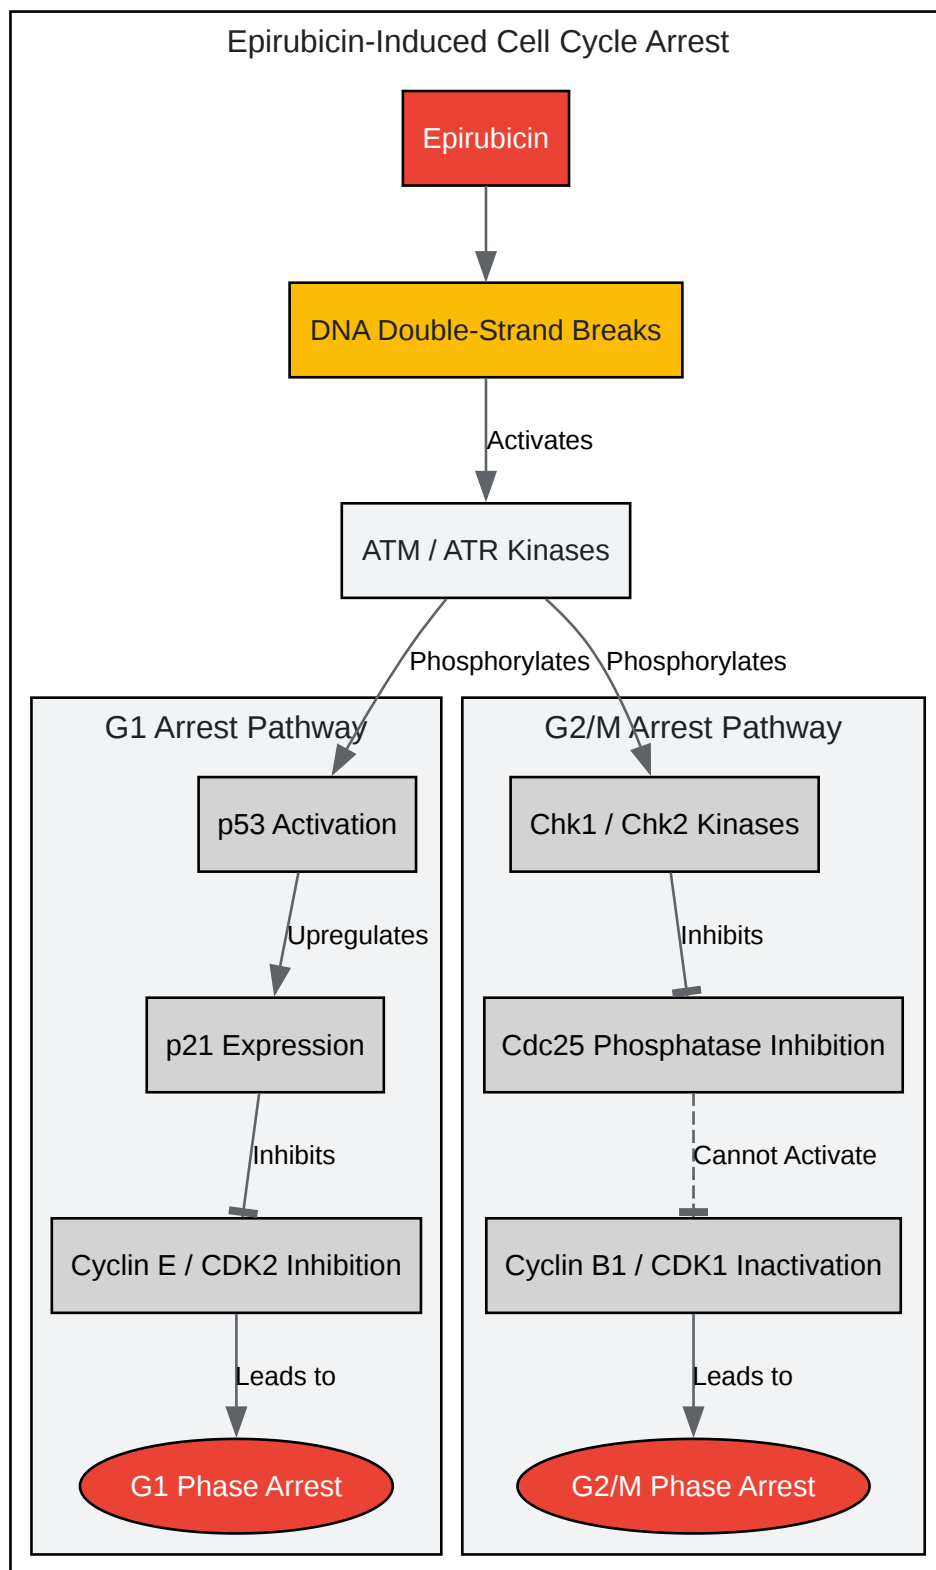 Epirubicin-Induced Cell Cycle Arrest
Epirubicin
DNA Double-Strand Breaks
Activates
ATM / ATR Kinases
Phosphorylates
Phosphorylates
G1 Arrest Pathway
p53 Activation
Upregulates
p21 Expression
Inhibits
Cyclin E / CDK2 Inhibition
Leads to
G1 Phase Arrest
G2/M Arrest Pathway
Chk1 / Chk2 Kinases
Inhibits
Cdc25 Phosphatase Inhibition
Cannot Activate
Cyclin B1 / CDK1 Inactivation
Leads to
G2/M Phase Arrest